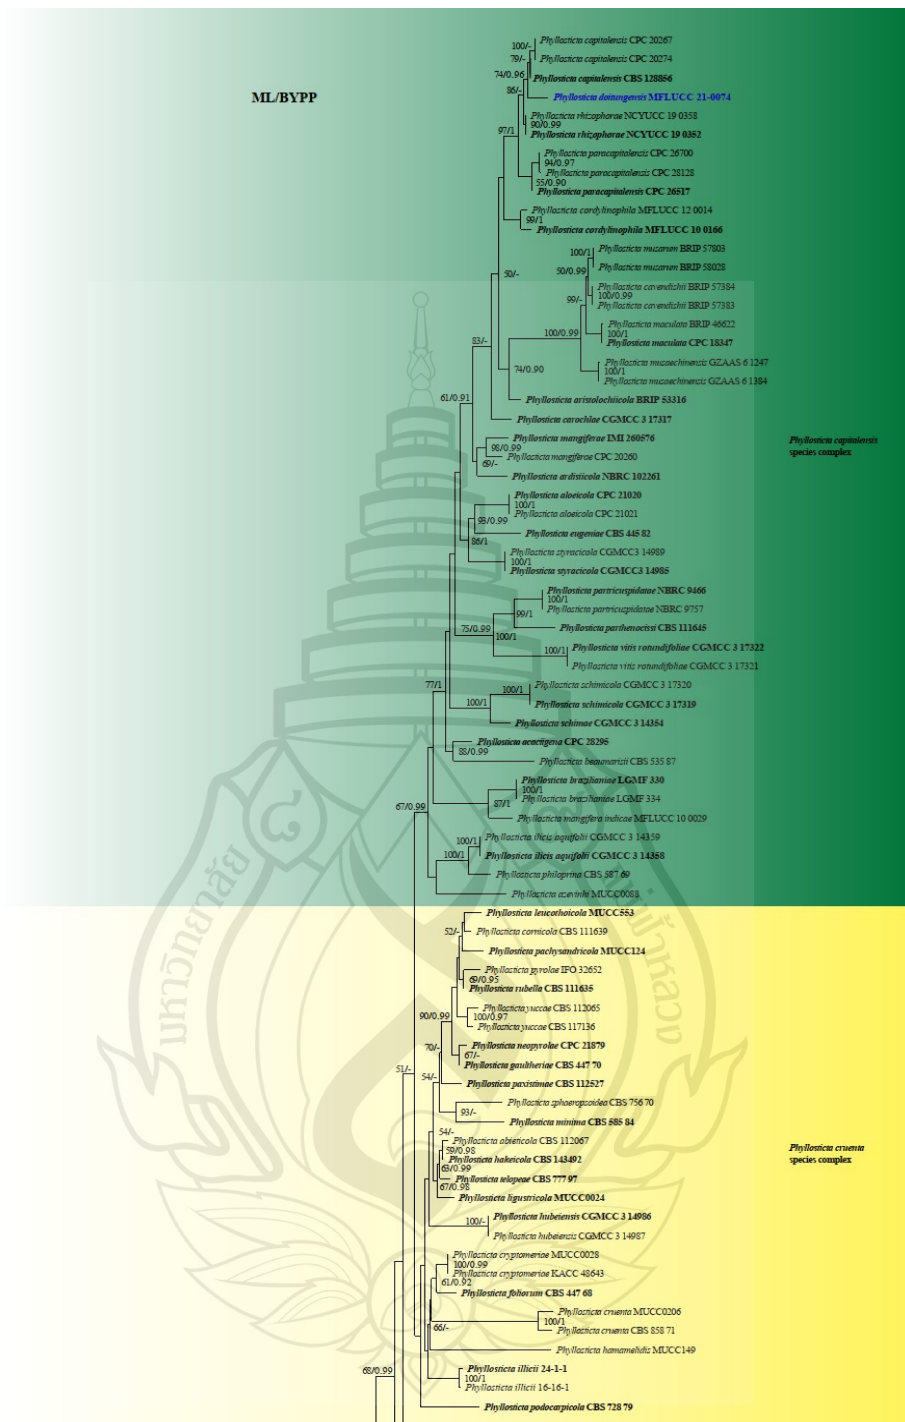 ML/BYPP
100/-
Phyllosticta capitalensis CPC 20267
79/-
Phyllosticta capitalensis CPC 20274
74/0.96
Phyllosticta capitalensis CBS 128856
86/-
Phyllosticta doitungensis MFLUCC 21-0074
Phyllosticta rhizophorae NCYUCC 19 0358
90/0.99
97/1
Phyllosticta rhizophorae NCYUCC 19 0352
Phyllosticta paracapitalensis CPC 26700
94/0.97
Phyllosticta paracapitalensis CPC 28128
55/0.90
Phyllosticta paracapitalensis CPC 26517
Phyllosticta cordylinophila MFLUCC 12 0014
99/1
Phyllosticta cordylinophila MFLUCC 10 0166
100/1
Phyllosticta musarum BRIP 57803
50/-
50/0.99
Phyllosticta musarum BRIP 58028
Phyllosticta cavendishii BRIP 57384
99/-
100/0.99
Phyllosticta cavendishii BRIP 57383
Phyllosticta maculata BRIP 46622
100/0.99
100/1
83/-
Phyllosticta maculata CPC 18347
Phyllosticta musaechinensis GZAAS 6 1247
74/0.90
100/1
Phyllosticta musaechinensis GZAAS 6 1384
61/0.91
Phyllosticta aristolochiicola BRIP 53316
Phyllosticta carochlae CGMCC 3 17317
Phyllosticta mangiferae IMI 260576
98/0.99
Phyllosticta mangiferae CPC 20260
69/-
Phyllosticta ardisiicola NBRC 102261
Phyllosticta capitalensis
species complex
Phyllosticta aloeicola CPC 21020
100/1
Phyllosticta aloeicola CPC 21021
93/0.99
Phyllosticta eugeniae CBS 445 82
86/1
Phyllosticta styracicola CGMCC3 14989
100/1
Phyllosticta styracicola CGMCC3 14985
Phyllosticta partricuspidatae NBRC 9466
100/1
Phyllosticta partricuspidatae NBRC 9757
99/1
75/0.99
Phyllosticta parthenocissi CBS 111645
100/1
100/1
Phyllosticta vitis rotundifoliae CGMCC 3 17322
Phyllosticta vitis rotundifoliae CGMCC 3 17321
77/1
100/1
Phyllosticta schimicola CGMCC 3 17320
100/1
Phyllosticta schimicola CGMCC 3 17319
Phyllosticta schimae CGMCC 3 14354
Phyllosticta acaciigena CPC 28295
88/0.99
Phyllosticta beaumarisii CBS 535 87
Phyllosticta brazilianiae LGMF 330
100/1
Phyllosticta brazilianiae LGMF 334
67/0.99
87/1
Phyllosticta mangifera indicae MFLUCC 10 0029
100/1
Phyllosticta ilicis aquifolii CGMCC 3 14359
100/1
Phyllosticta ilicis aquifolii CGMCC 3 14358
Phyllosticta philoprina CBS 587 69
Phyllosticta azevinhi MUCC0088
Phyllosticta leucothoicola MUCC553
52/-
Phyllosticta cornicola CBS 111639
Phyllosticta pachysandricola MUCC124
Phyllosticta pyrolae IFO 32652
69/0.95
Phyllosticta rubella CBS 111635
Phyllosticta yuccae CBS 112065
90/0.99
100/0.97
Phyllosticta yuccae CBS 117136
70/-
Phyllosticta neopyrolae CPC 21879
67/-
Phyllosticta gaultheriae CBS 447 70
51/-
54/-
Phyllosticta paxistimae CBS 112527
Phyllosticta sphaeropsoidea CBS 756 70
93/-
Phyllosticta minima CBS 585 84
54/-
Phyllosticta abieticola CBS 112067
59/0.98
Phyllosticta hakeicola CBS 143492
63/0.99
Phyllosticta telopeae CBS 777 97
67/0.98
Phyllosticta ligustricola MUCC0024
Phyllosticta cruenta
species complex
Phyllosticta hubeiensis CGMCC 3 14986
100/-
Phyllosticta hubeiensis CGMCC 3 14987
Phyllosticta cryptomeriae MUCC0028
100/0.99
Phyllosticta cryptomeriae KACC 48643
61/0.92
Phyllosticta foliorum CBS 447 68
Phyllosticta cruenta MUCC0206
100/1
66/-
Phyllosticta cruenta CBS 858 71
Phyllosticta hamamelidis MUCC149
68/0.99
Phyllosticta illicii 24-1-1
100/1
Phyllosticta illicii 16-16-1
Phyllosticta podocarpicola CBS 728 79
มหาวิทยาลัย
แม่ฟ้าหลวง